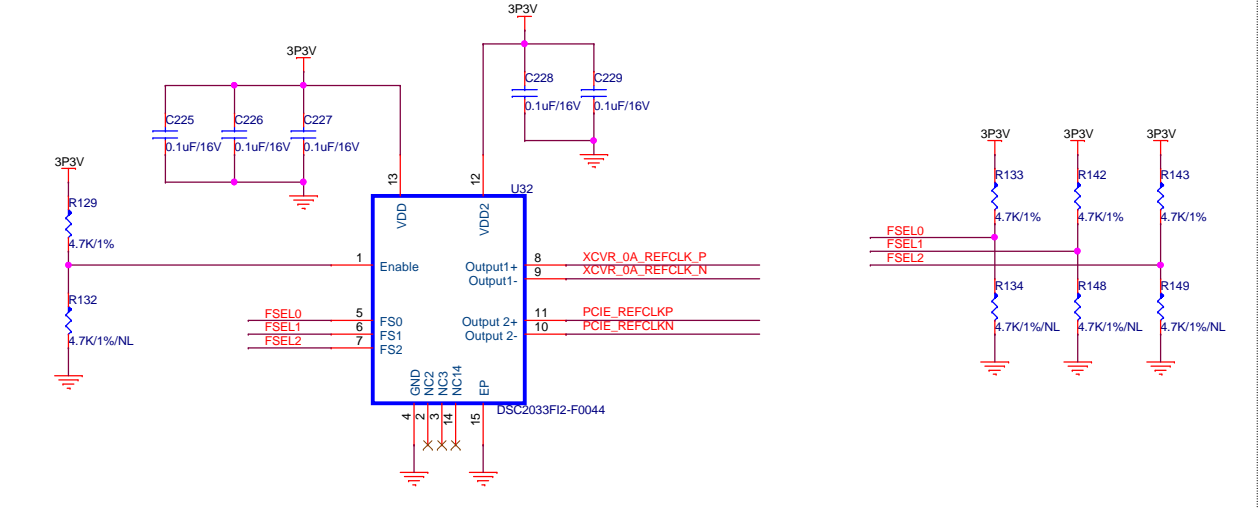 3P3V
3P3V
C228
C229
0.1uF/16V
0.1uF/16V
C225
C226
C227
0.1uF/16V
0.1uF/16V
0.1uF/16V
3P3V
3P3V
3P3V
3P3V
R129
4.7K/1%
R133
R142
R143
4.7K/1%
4.7K/1%
4.7K/1%
13
12
U32
VDD
VDD2
FSEL0
FSEL1
FSEL2
1
Enable
Output1+
8
XCVR_0A_REFCLK_P
Output1-
9
XCVR_0A_REFCLK_N
R132
4.7K/1%/NL
R134
R148
R149
4.7K/1%/NL
4.7K/1%/NL
4.7K/1%/NL
FSEL0
5
FS0
Output 2+
11
PCIE_REFCLKP
FSEL1
6
FS1
Output 2-
10
PCIE_REFCLKN
FSEL2
7
FS2
GND
NC2
NC3
NC14
EP
DSC2033FI2-F0044
4
2
3
14
15